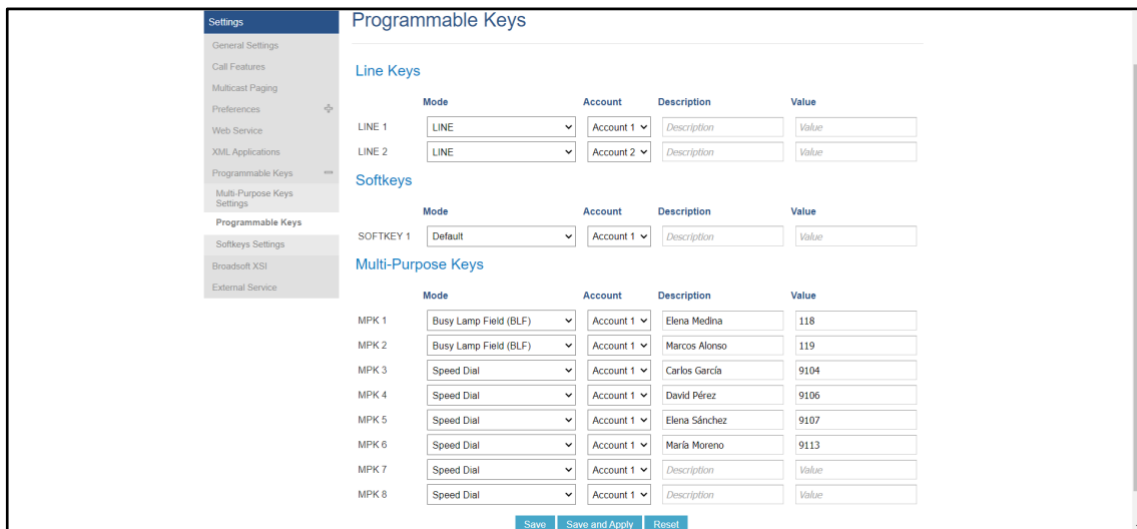 Settings
General Settings
Call Features
Multicast Paging
Preferences
Web Service
XML Applications
Programmable Keys
Multi-Purpose Keys
Settings
Programmable Keys
Softkeys Settings
Broadsoft XSI
External Service
Programmable Keys
Line Keys
Mode Account Description Value
LINE 1 LINE Account 1 Description Value
LINE 2 LINE Account 2 Description Value
Softkeys
Mode Account Description Value
SOFTKEY 1 Default Account 1 Description Value
Multi-Purpose Keys
Mode Account Description Value
MPK 1 Busy Lamp Field (BLF) Account 1 Elena Medina 118
MPK 2 Busy Lamp Field (BLF) Account 1 Marcos Alonso 119
MPK 3 Speed Dial Account 1 Carlos García 9104
MPK 4 Speed Dial Account 1 David Pérez 9106
MPK 5 Speed Dial Account 1 Elena Sánchez 9107
MPK 6 Speed Dial Account 1 María Moreno 9113
MPK 7 Speed Dial Account 1 Description Value
MPK 8 Speed Dial Account 1 Description Value
Save Save and Apply Reset